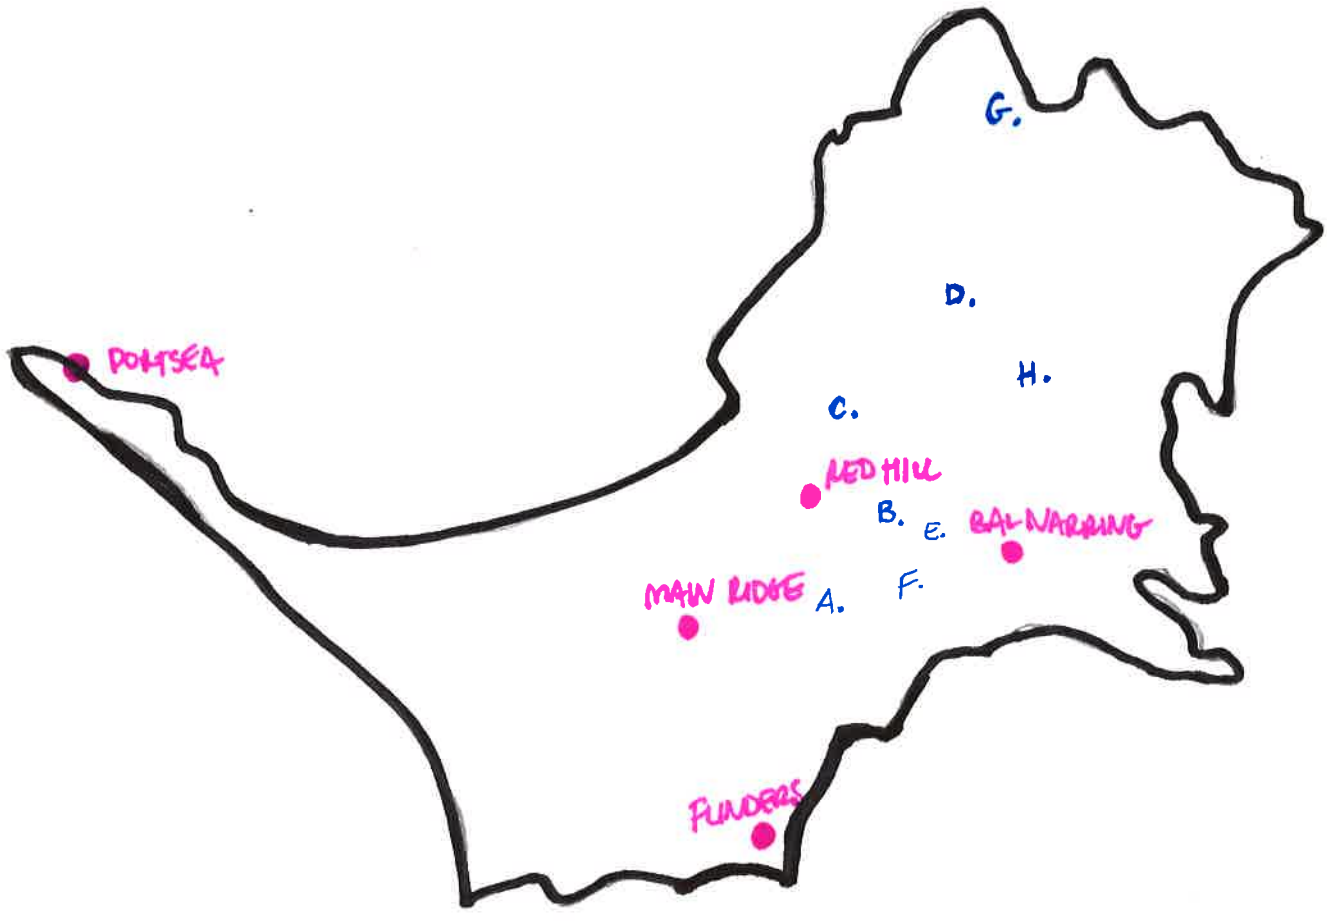 G.
D.
PORTSEA
H.
C.
RED HILL
B.
E. BALNARRING
MAIN RIDGE A.
F.
FLINDERS